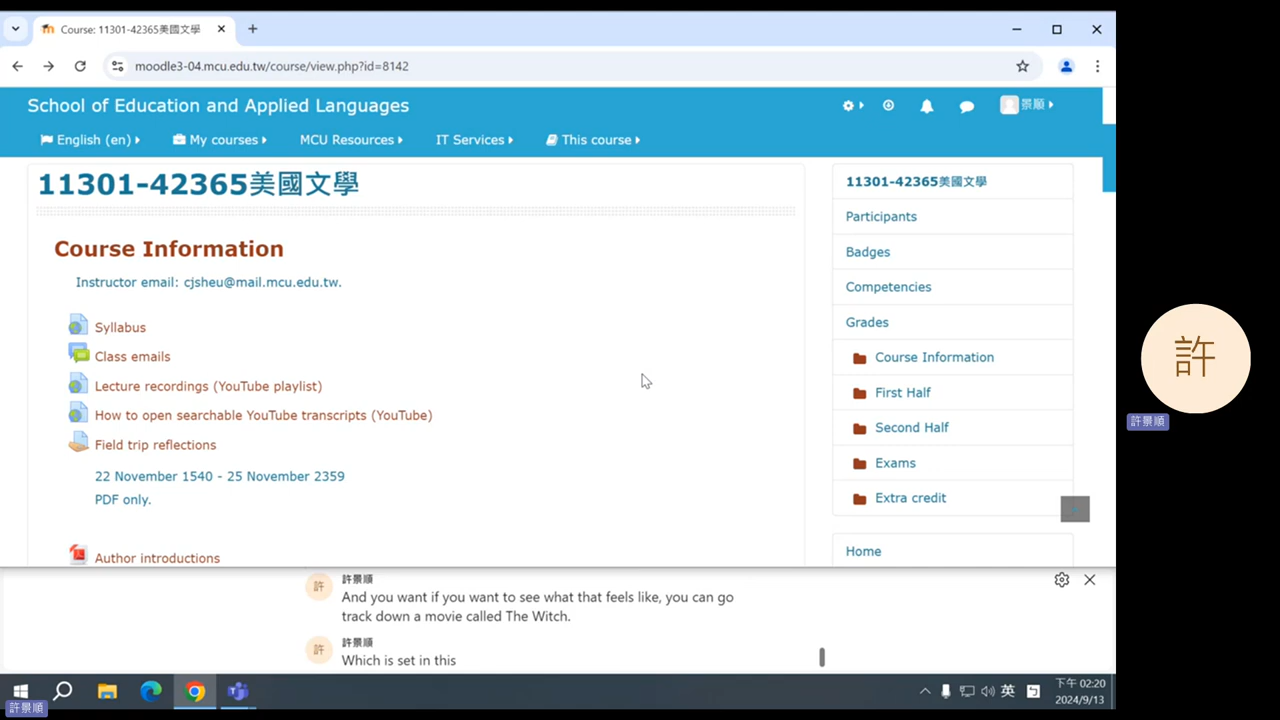 Course: 11301-42365美國文學
moodle3-04.mcu.edu.tw/course/view.php?id=8142
School of Education and Applied Languages
景順
English (en)
My courses
MCU Resources
IT Services
This course
11301-42365美國文學
Course Information
Instructor email: cjsheu@mail.mcu.edu.tw.
Syllabus
Class emails
Lecture recordings (YouTube playlist)
How to open searchable YouTube transcripts (YouTube)
Field trip reflections
22 November 1540 - 25 November 2359
PDF only.
Author introductions
11301-42365美國文學
Participants
Badges
Competencies
Grades
Course Information
First Half
Second Half
Exams
Extra credit
Home
許
許景順
許
許景順
And you want if you want to see what that feels like, you can go
track down a movie called The Witch.
許
許景順
Which is set in this
英
下午 02:20
2024/9/13
許景順